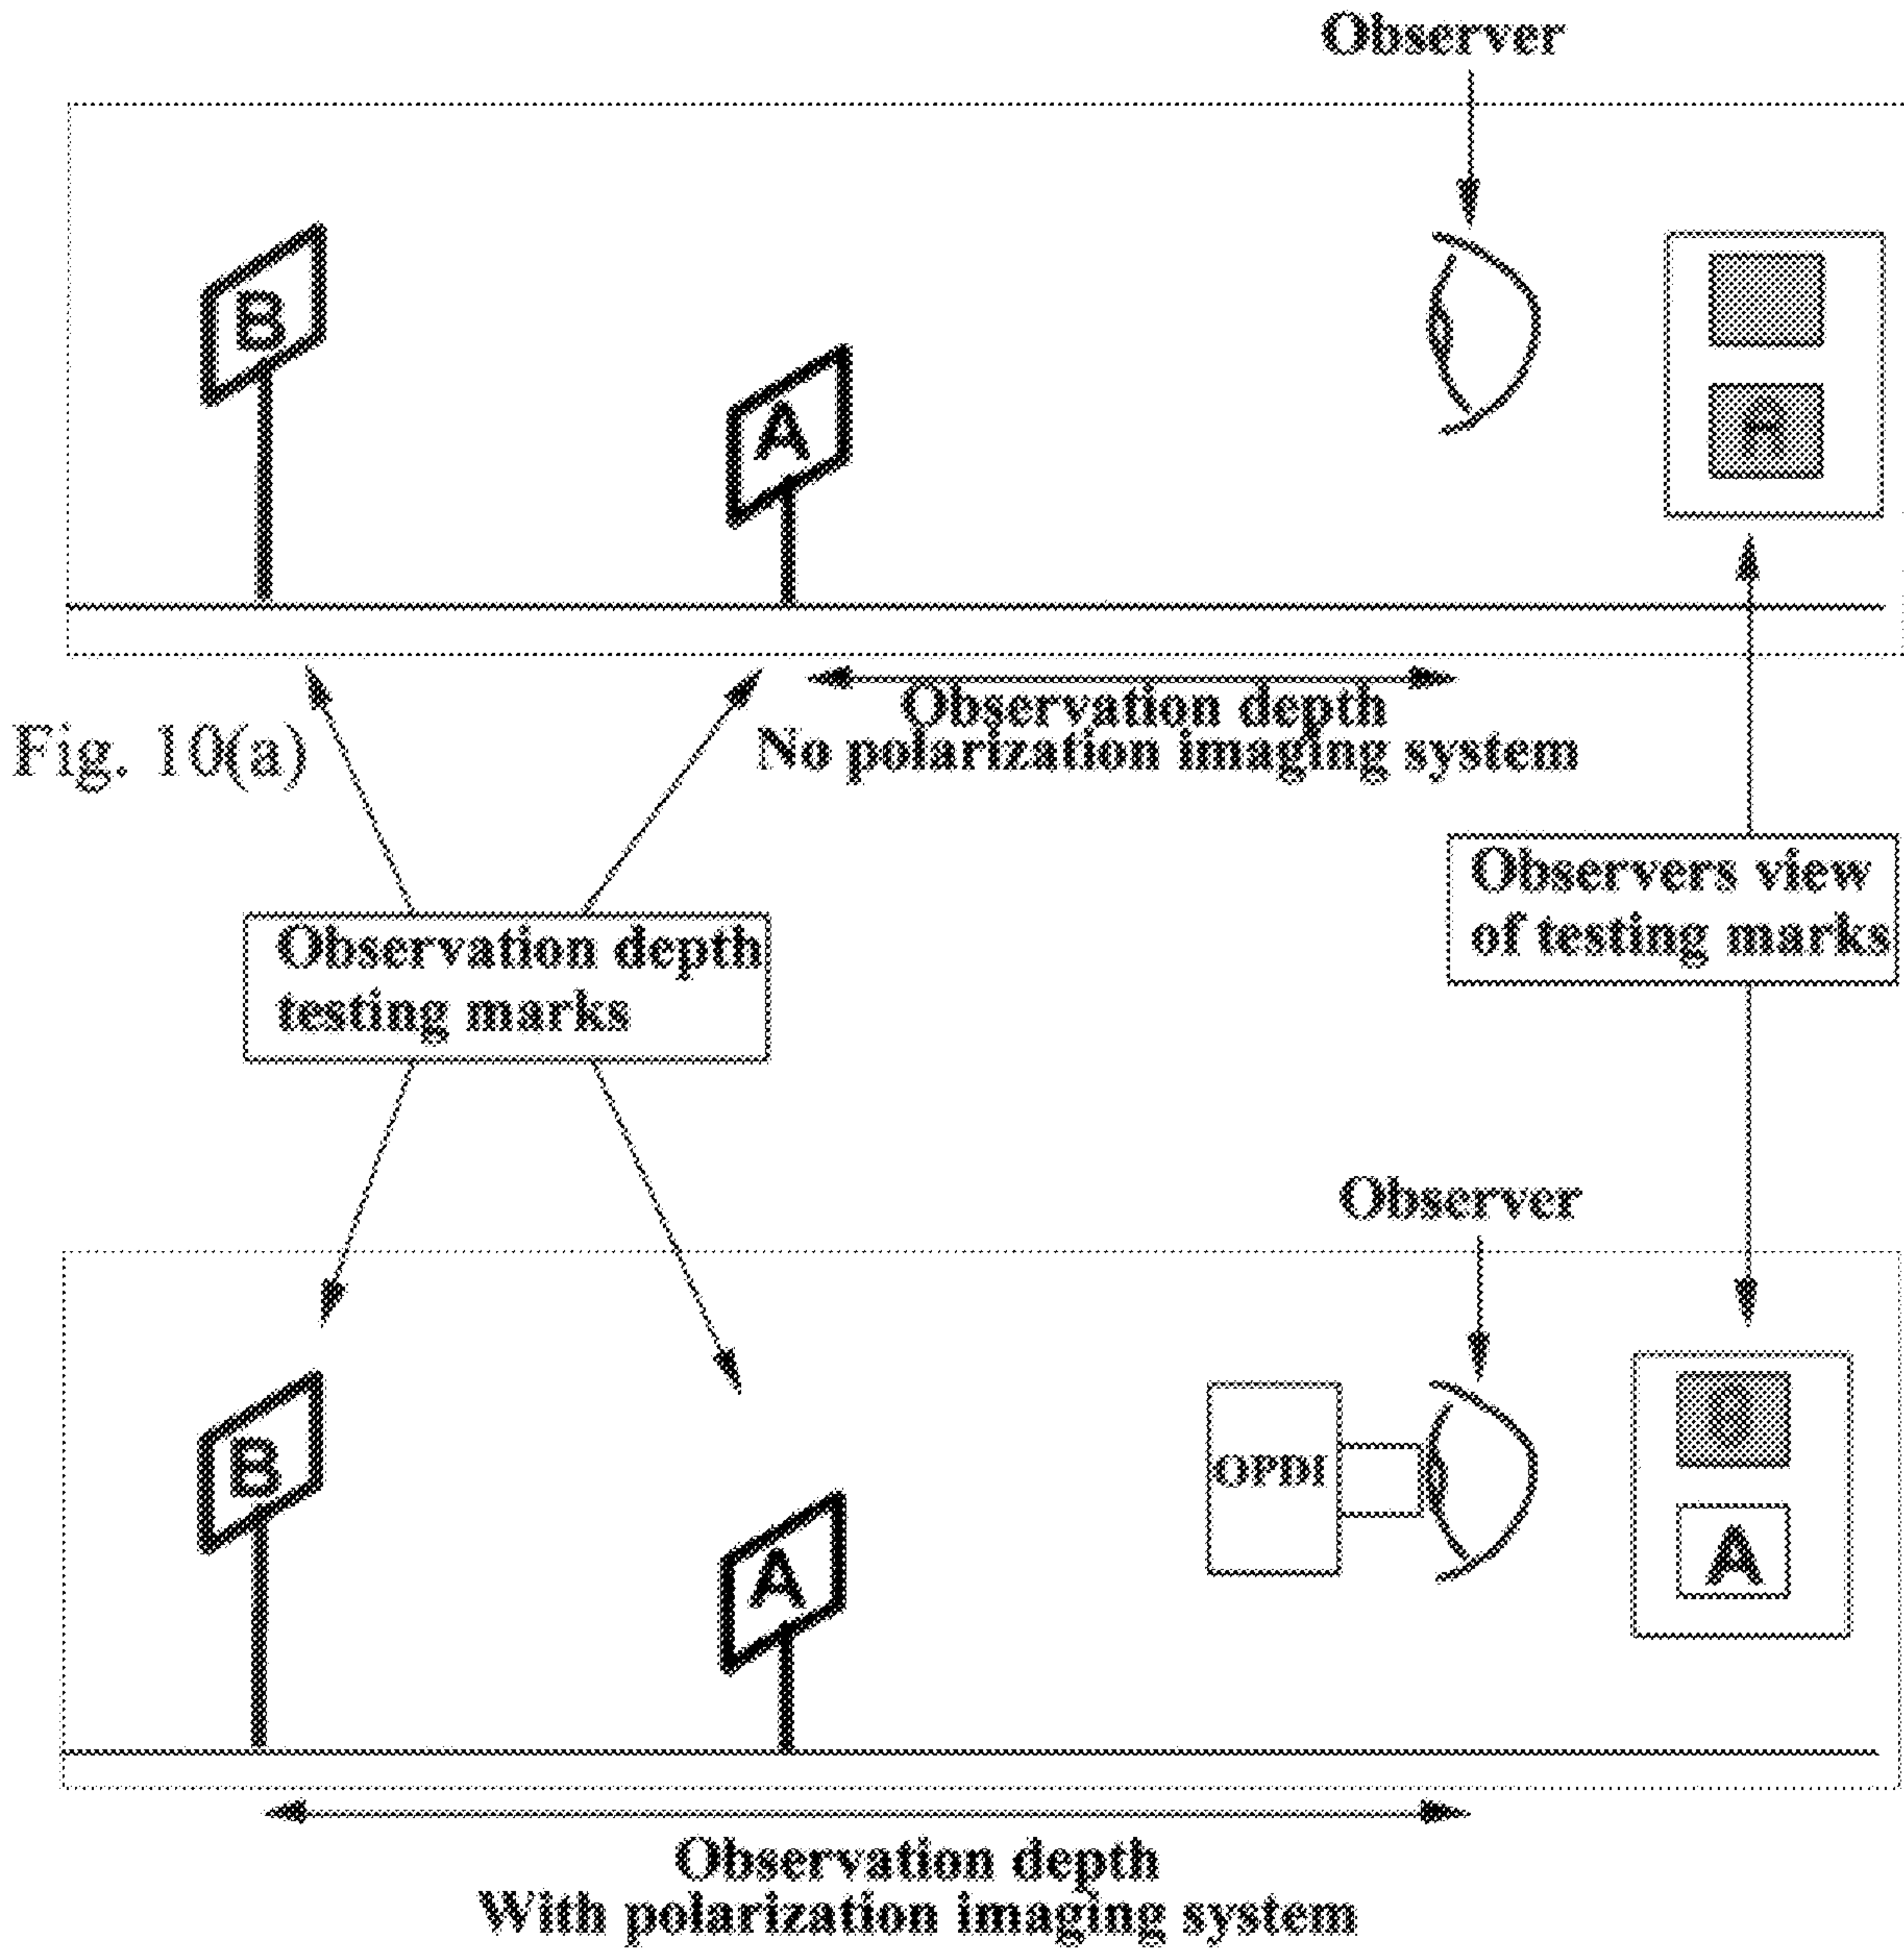 Observer
B
A
A
Observation depth
No polarization imaging system
Fig. 10(a)
Observers view
of testing marks
Observation depth
testing marks
Observer
B
OPDI
A
A
Observation depth
With polarization imaging system